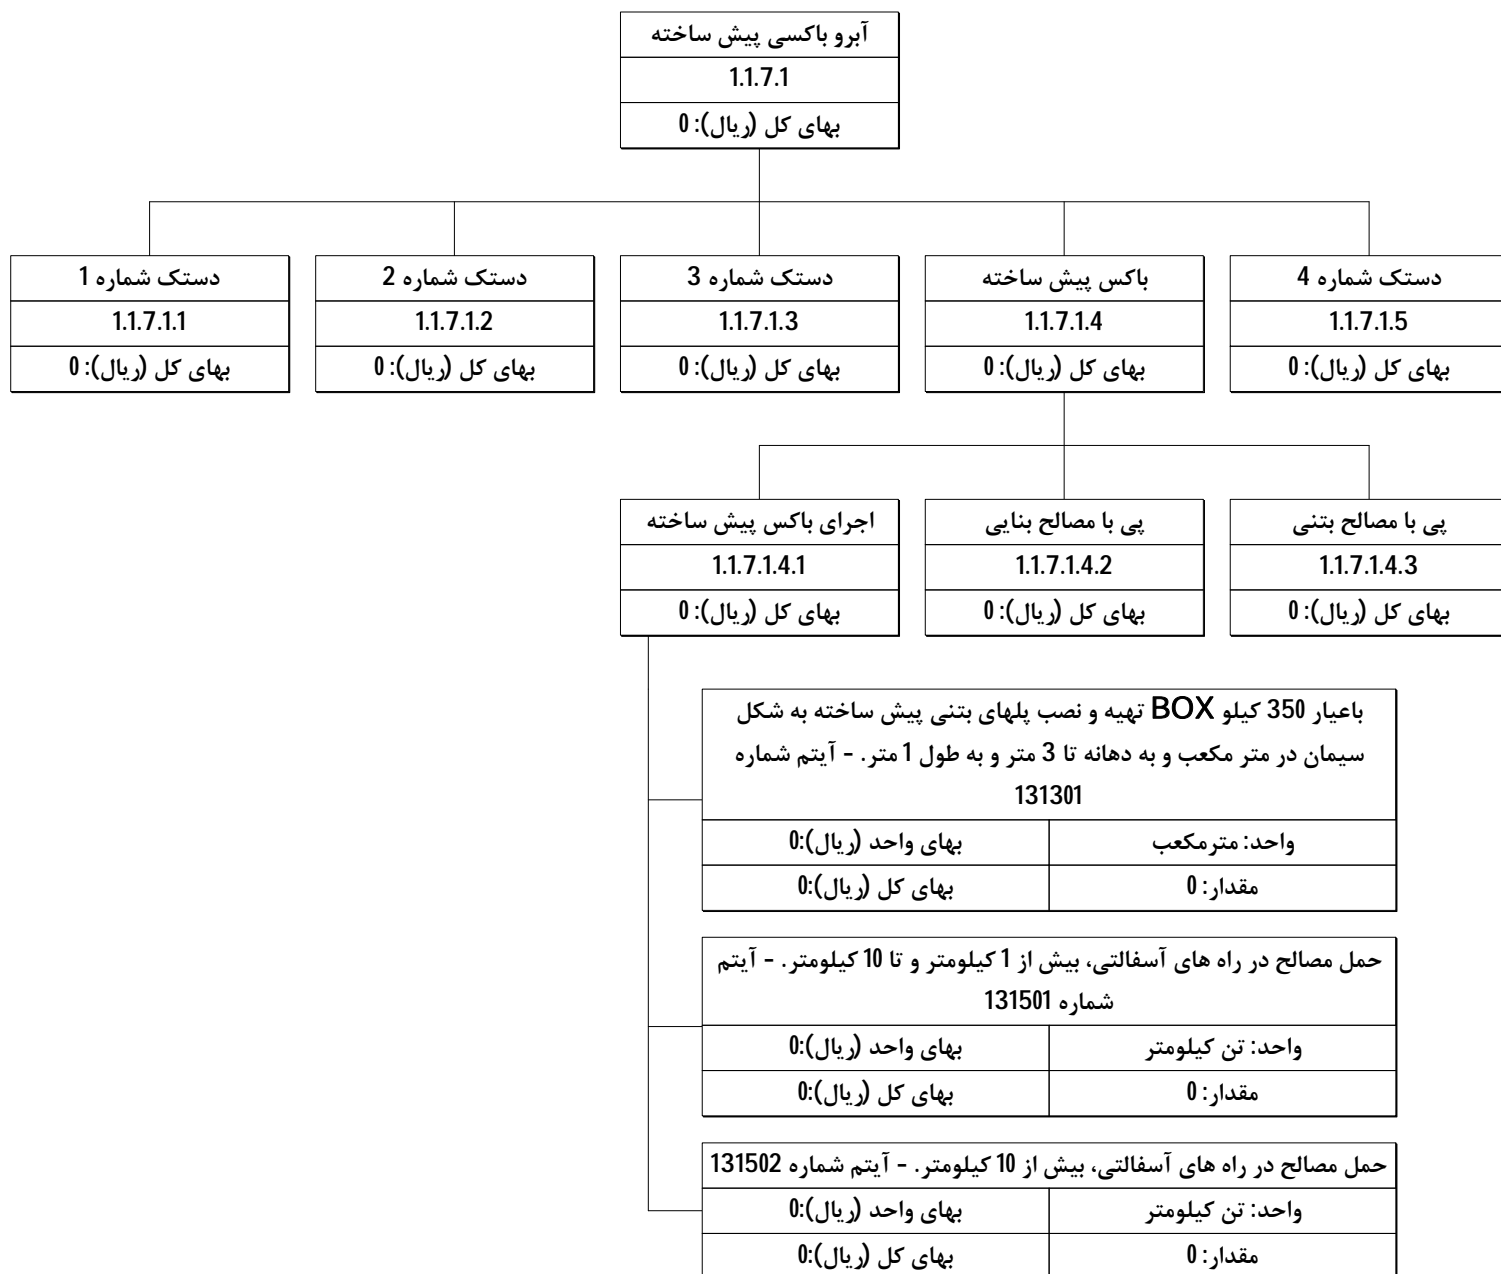 آبرو باکسی پیش ساخته
1.1.7.1
بهای کل (ریال): 0
دستک شماره 1
1.1.7.1.1
بهای کل (ریال): 0
دستک شماره 2
1.1.7.1.2
بهای کل (ریال): 0
دستک شماره 3
1.1.7.1.3
بهای کل (ریال): 0
باکس پیش ساخته
1.1.7.1.4
بهای کل (ریال): 0
دستک شماره 4
1.1.7.1.5
بهای کل (ریال): 0
اجرای باکس پیش ساخته
1.1.7.1.4.1
بهای کل (ریال): 0
پی با مصالح بنایی
1.1.7.1.4.2
بهای کل (ریال): 0
پی با مصالح بتنی
1.1.7.1.4.3
بهای کل (ریال): 0
باعیار 350 کیلو BOX تهیه و نصب پلهای بتنی پیش ساخته به شکل
سیمان در متر مکعب و به دهانه تا 3 متر و به طول 1 متر. - آیتم شماره
131301
واحد: مترمکعب
بهای واحد (ریال):0
مقدار: 0
بهای کل (ریال):0
حمل مصالح در راه های آسفالتی، بیش از 1 کیلومتر و تا 10 کیلومتر. - آیتم
شماره 131501
واحد: تن کیلومتر
بهای واحد (ریال):0
مقدار: 0
بهای کل (ریال):0
حمل مصالح در راه های آسفالتی، بیش از 10 کیلومتر. - آیتم شماره 131502
واحد: تن کیلومتر
بهای واحد (ریال):0
مقدار: 0
بهای کل (ریال):0